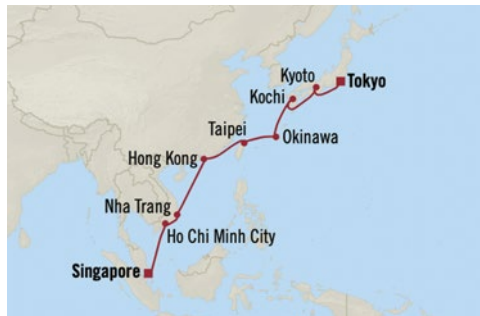 Kyoto
Tokyo
Kochi
Taipei
Okinawa
Hong Kong
Nha Trang
Ho Chi Minh City
Singapore